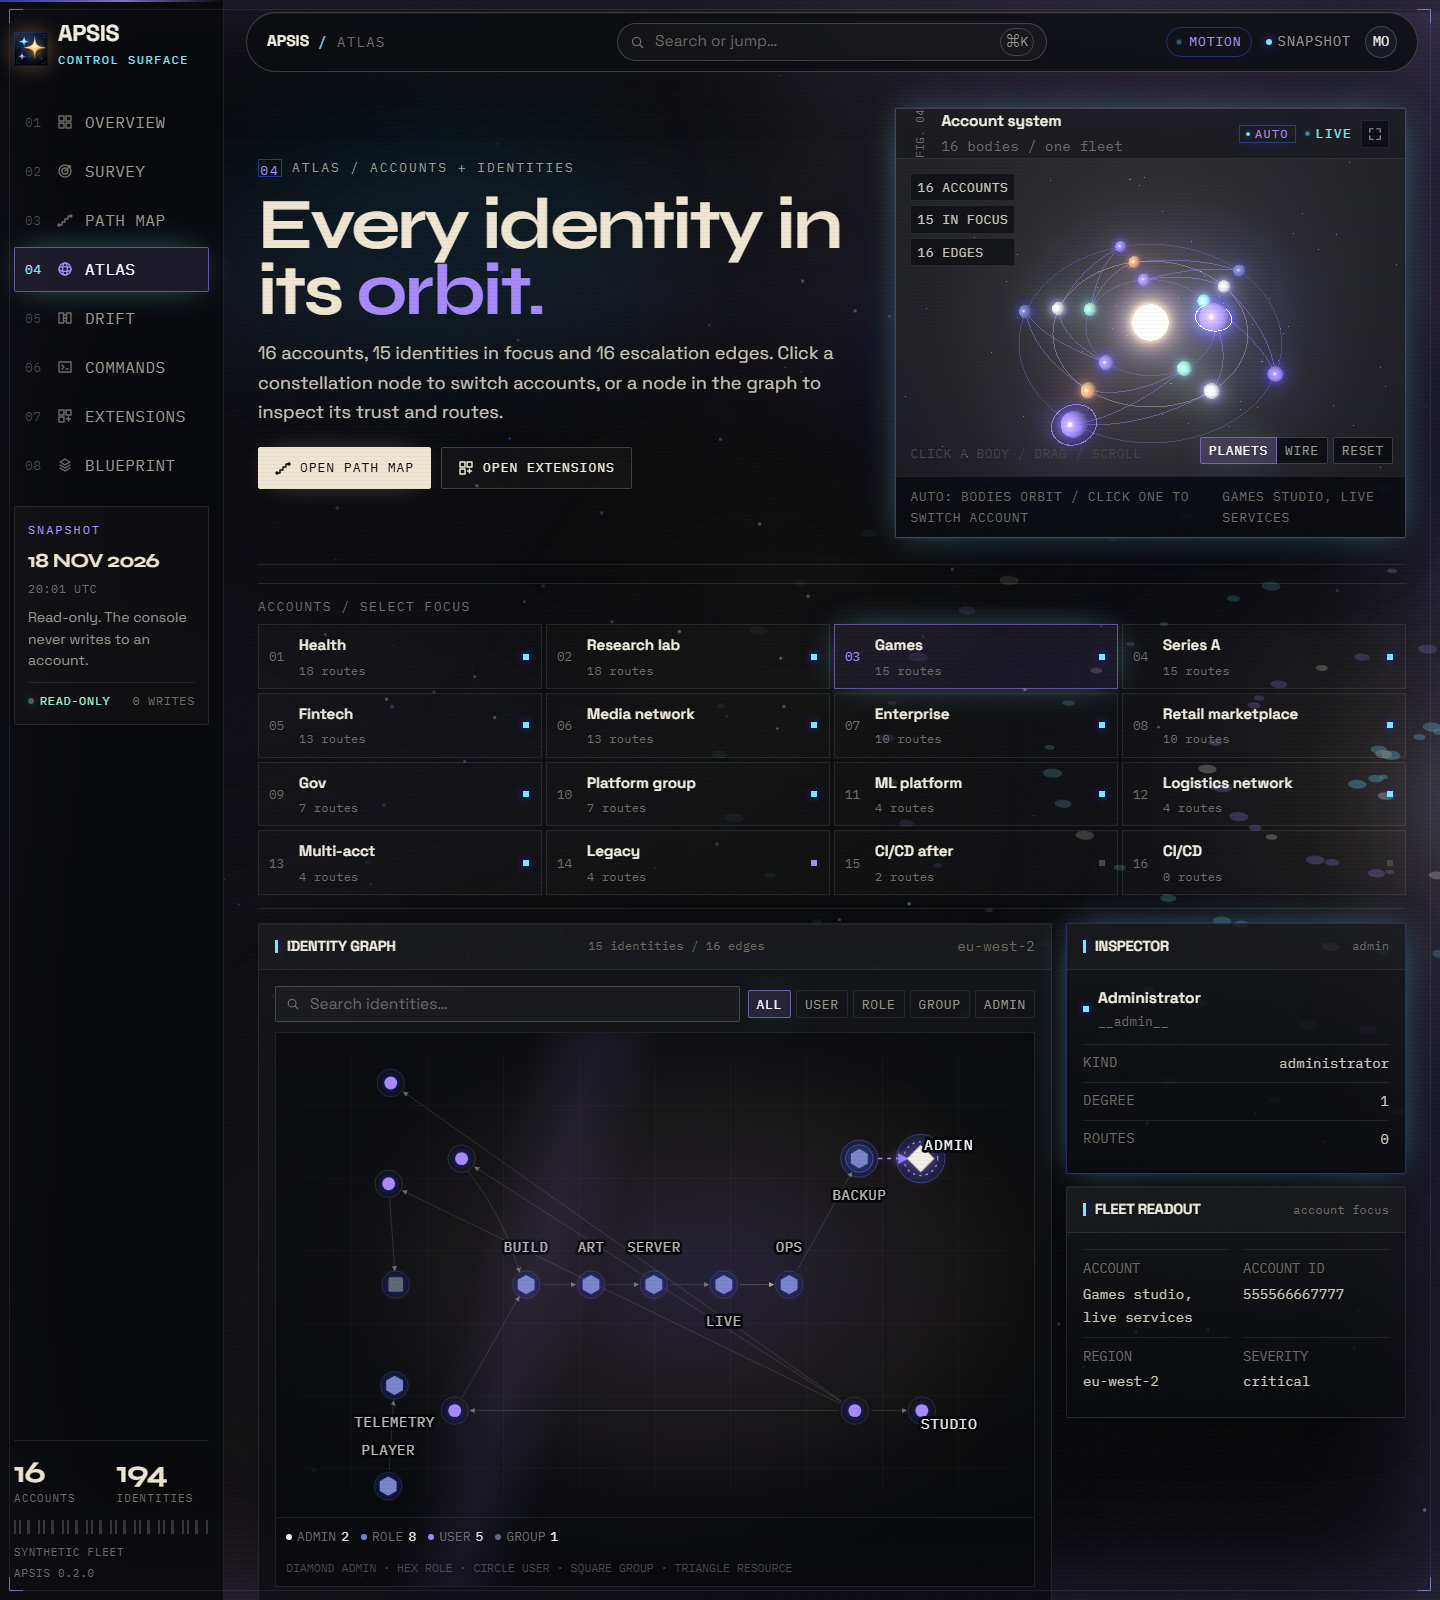 APSIS
CONTROL SURFACE
01 OVERVIEW
02 SURVEY
03 PATH MAP
04 ATLAS
05 DRIFT
06 COMMANDS
07 EXTENSIONS
08 BLUEPRINT
SNAPSHOT
18 NOV 2026
20:01 UTC
Read-only. The console
never writes to an
account.
READ-ONLY 0 WRITES
16 194
ACCOUNTS IDENTITIES
SYNTHETIC FLEET
APSIS 0.2.0
APSIS / ATLAS
Search or jump...
⌘K
MOTION
SNAPSHOT
MO
04 ATLAS / ACCOUNTS + IDENTITIES
Every identity in
its orbit.
16 accounts, 15 identities in focus and 16 escalation edges. Click a
constellation node to switch accounts, or a node in the graph to
inspect its trust and routes.
OPEN PATH MAP
OPEN EXTENSIONS
FIG. 04
Account system
16 bodies / one fleet
AUTO
LIVE
16 ACCOUNTS
15 IN FOCUS
16 EDGES
CLICK A BODY / DRAG / SCROLL
PLANETS WIRE RESET
AUTO: BODIES ORBIT / CLICK ONE TO
SWITCH ACCOUNT
GAMES STUDIO, LIVE
SERVICES
ACCOUNTS / SELECT FOCUS
01 Health
18 routes
02 Research lab
18 routes
03 Games
15 routes
04 Series A
15 routes
05 Fintech
13 routes
06 Media network
13 routes
07 Enterprise
10 routes
08 Retail marketplace
10 routes
09 Gov
7 routes
10 Platform group
7 routes
11 ML platform
4 routes
12 Logistics network
4 routes
13 Multi-acct
4 routes
14 Legacy
4 routes
15 CI/CD after
2 routes
16 CI/CD
0 routes
IDENTITY GRAPH 15 identities / 16 edges eu-west-2
Search identities...
ALL USER ROLE GROUP ADMIN
ADMIN
BACKUP
BUILD ART SERVER OPS
LIVE
TELEMETRY
STUDIO
PLAYER
ADMIN 2 ROLE 8 USER 5 GROUP 1
DIAMOND ADMIN · HEX ROLE · CIRCLE USER · SQUARE GROUP · TRIANGLE RESOURCE
INSPECTOR admin
Administrator
__admin__
KIND administrator
DEGREE 1
ROUTES 0
FLEET READOUT account focus
ACCOUNT
Games studio,
live services
ACCOUNT ID
555566667777
REGION
eu-west-2
SEVERITY
critical